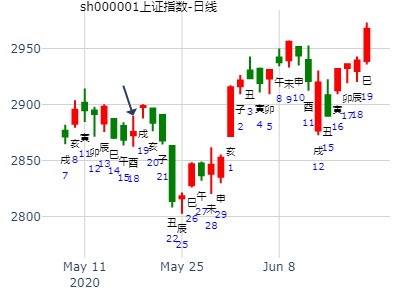 sh000001上证指数-日线
2950
2900
2850
2800
戌
7
亥
8
寅
11
卯
12
辰
13
巳
14
午
15
酉
18
戌
19
亥
20
子
21
丑
22
辰
25
巳
26
午
27
未
28
申
29
亥
1
子
2
丑
3
寅
4
卯
5
午
8
未
9
申
10
酉
11
戌
12
丑
15
寅
16
卯
17
辰
18
巳
19
May 11
2020
May 25
Jun 8